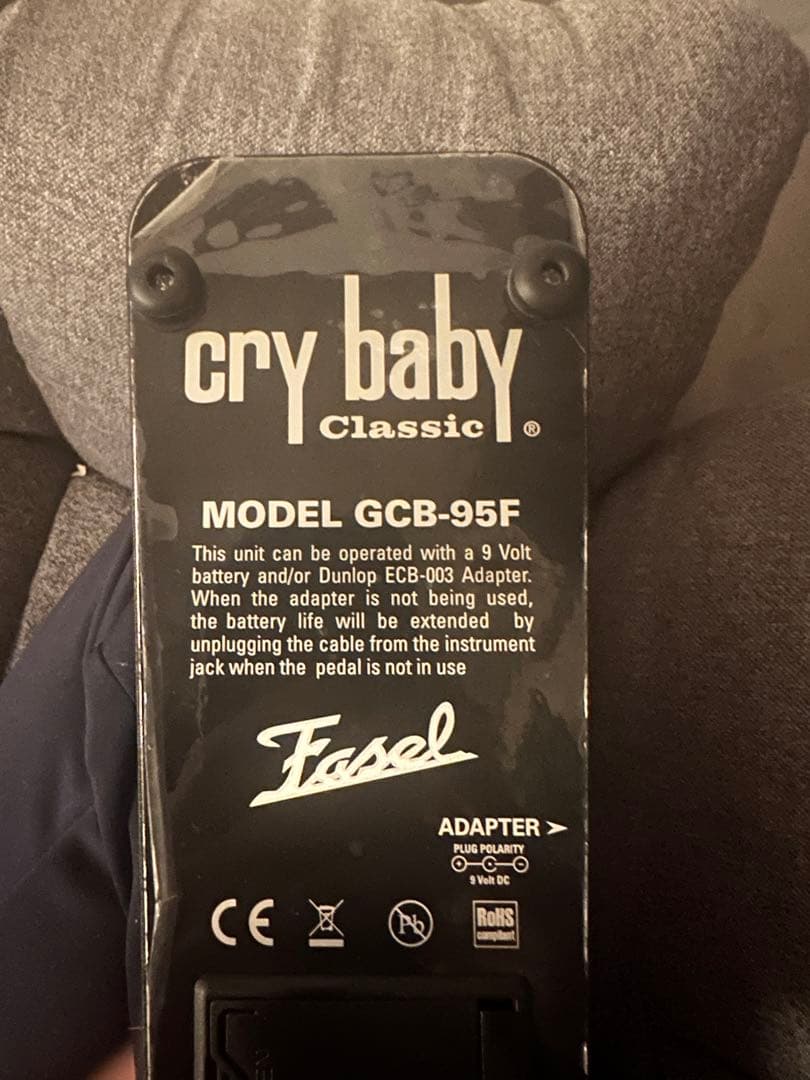 cry baby
Classic ®
MODEL GCB-95F
This unit can be operated with a 9 Volt
battery and/or Dunlop ECB-003 Adapter.
When the adapter is not being used,
the battery life will be extended by
unplugging the cable from the instrument
jack when the pedal is not in use
Fasel
ADAPTER ➤
PLUG POLARITY
9 Volt DC
CE
Pb
RoHS
compliant